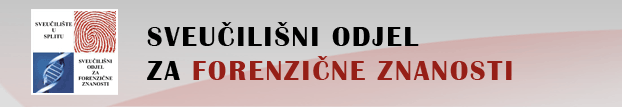 SVEUČILIŠTE
U
SPLITU
SVEUČILIŠNI
ODJEL
ZA
FORENZIČNE
ZNANOSTI
SVEUČILIŠNI ODJEL
ZA FORENZIČNE ZNANOSTI